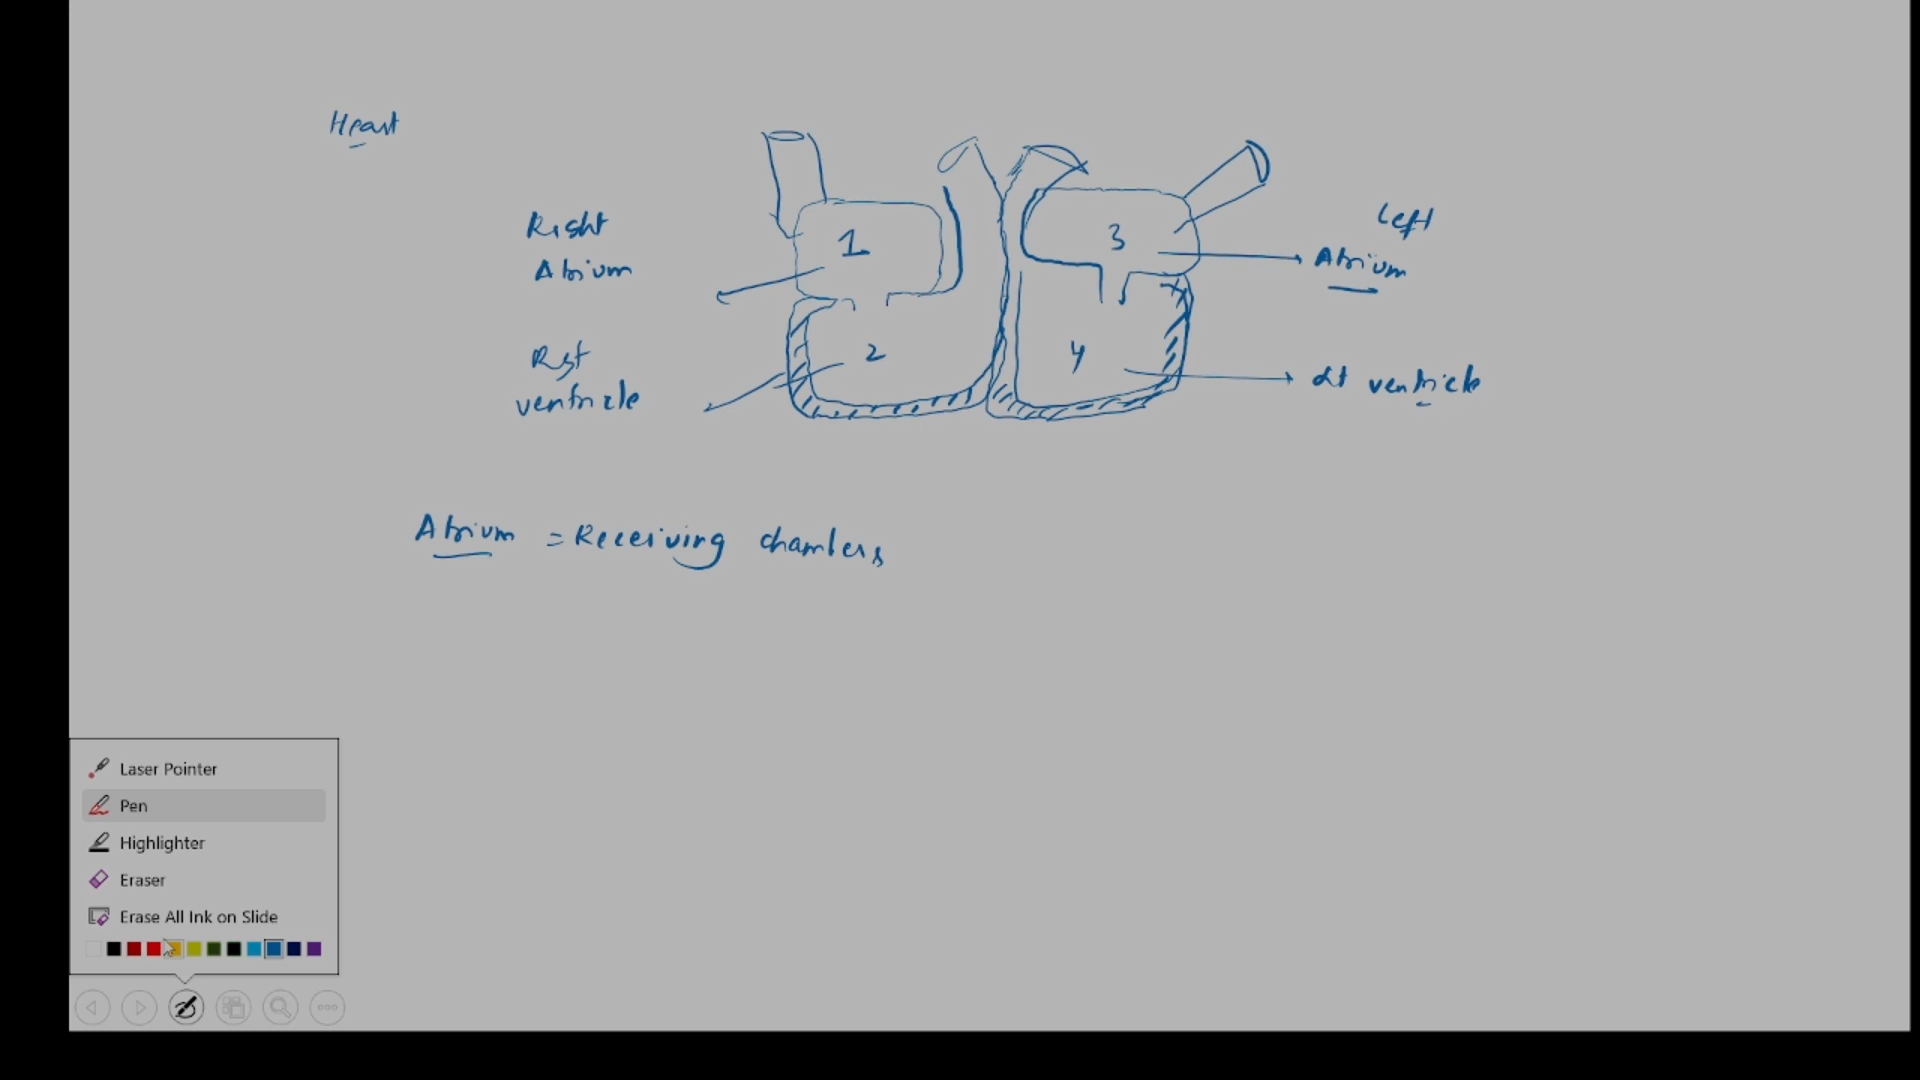 Heart
Right
Atrium
1
3
Left
Atrium
Rgt
ventricle
2
4
Lt ventricle
Atrium = Receiving chambers
Laser Pointer
Pen
Highlighter
Eraser
Erase All Ink on Slide